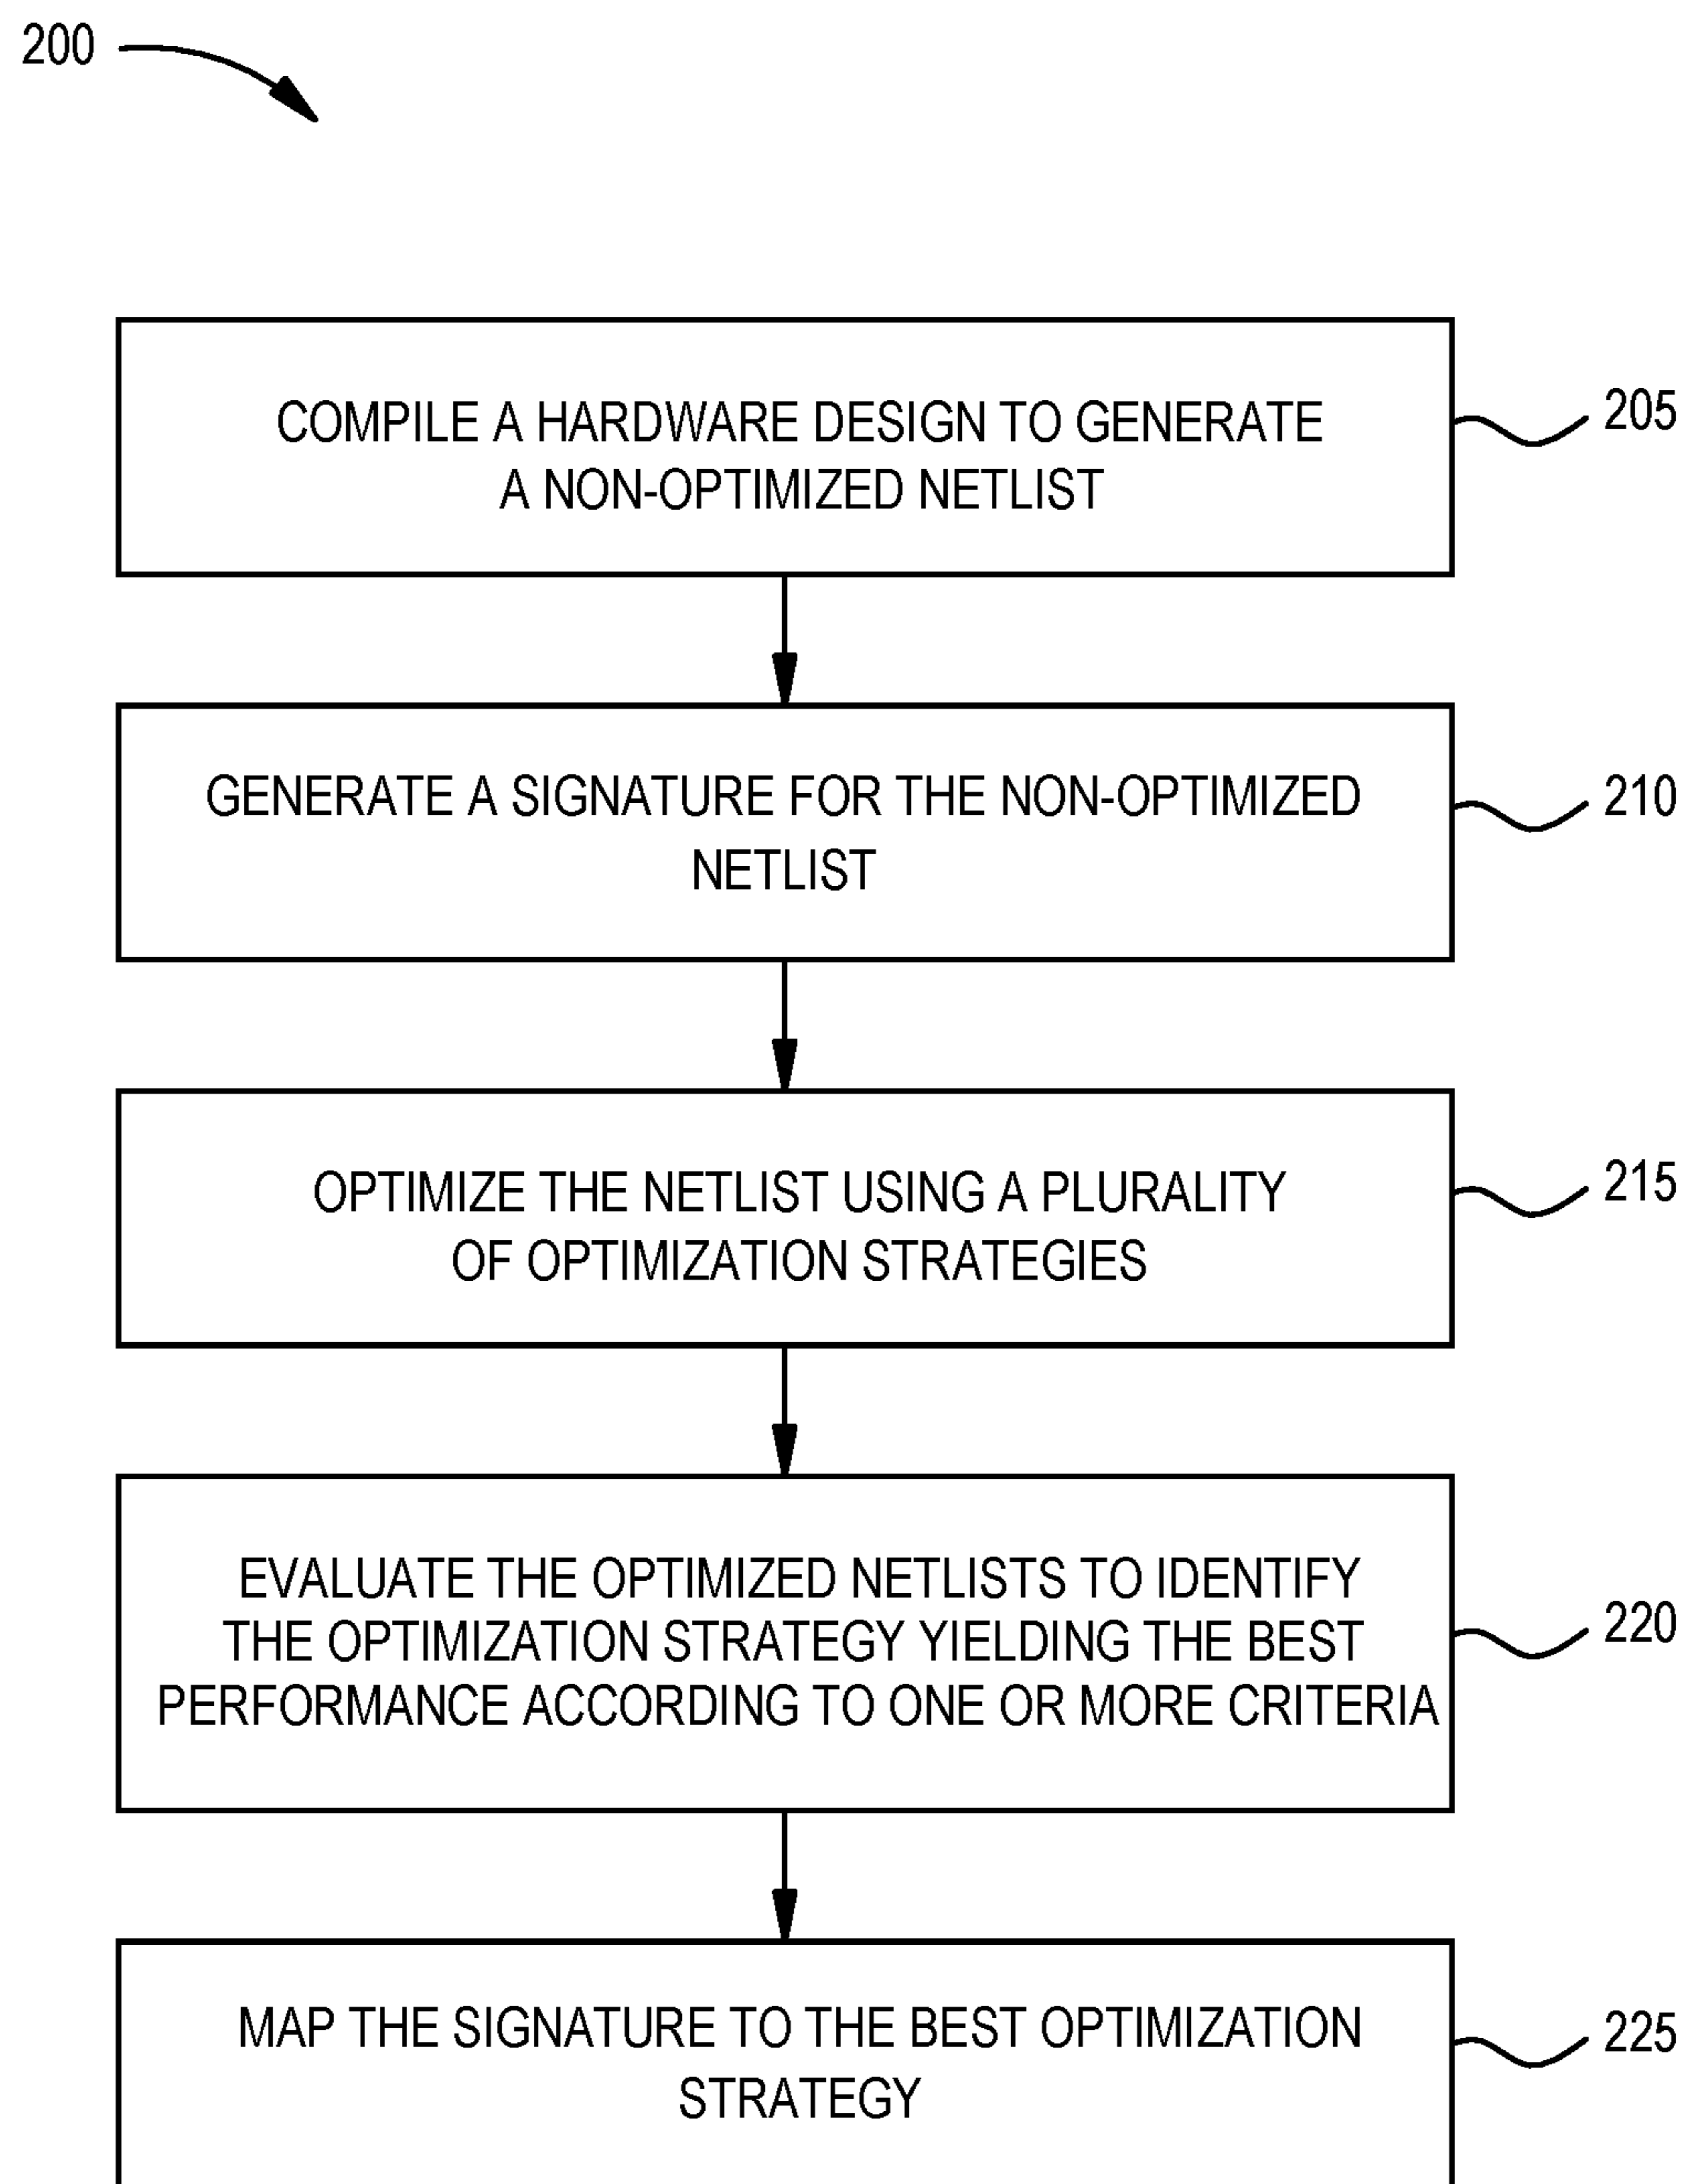 200
COMPILE A HARDWARE DESIGN TO GENERATE
A NON-OPTIMIZED NETLIST
205
GENERATE A SIGNATURE FOR THE NON-OPTIMIZED
NETLIST
210
OPTIMIZE THE NETLIST USING A PLURALITY
OF OPTIMIZATION STRATEGIES
215
EVALUATE THE OPTIMIZED NETLISTS TO IDENTIFY
THE OPTIMIZATION STRATEGY YIELDING THE BEST
PERFORMANCE ACCORDING TO ONE OR MORE CRITERIA
220
MAP THE SIGNATURE TO THE BEST OPTIMIZATION
STRATEGY
225